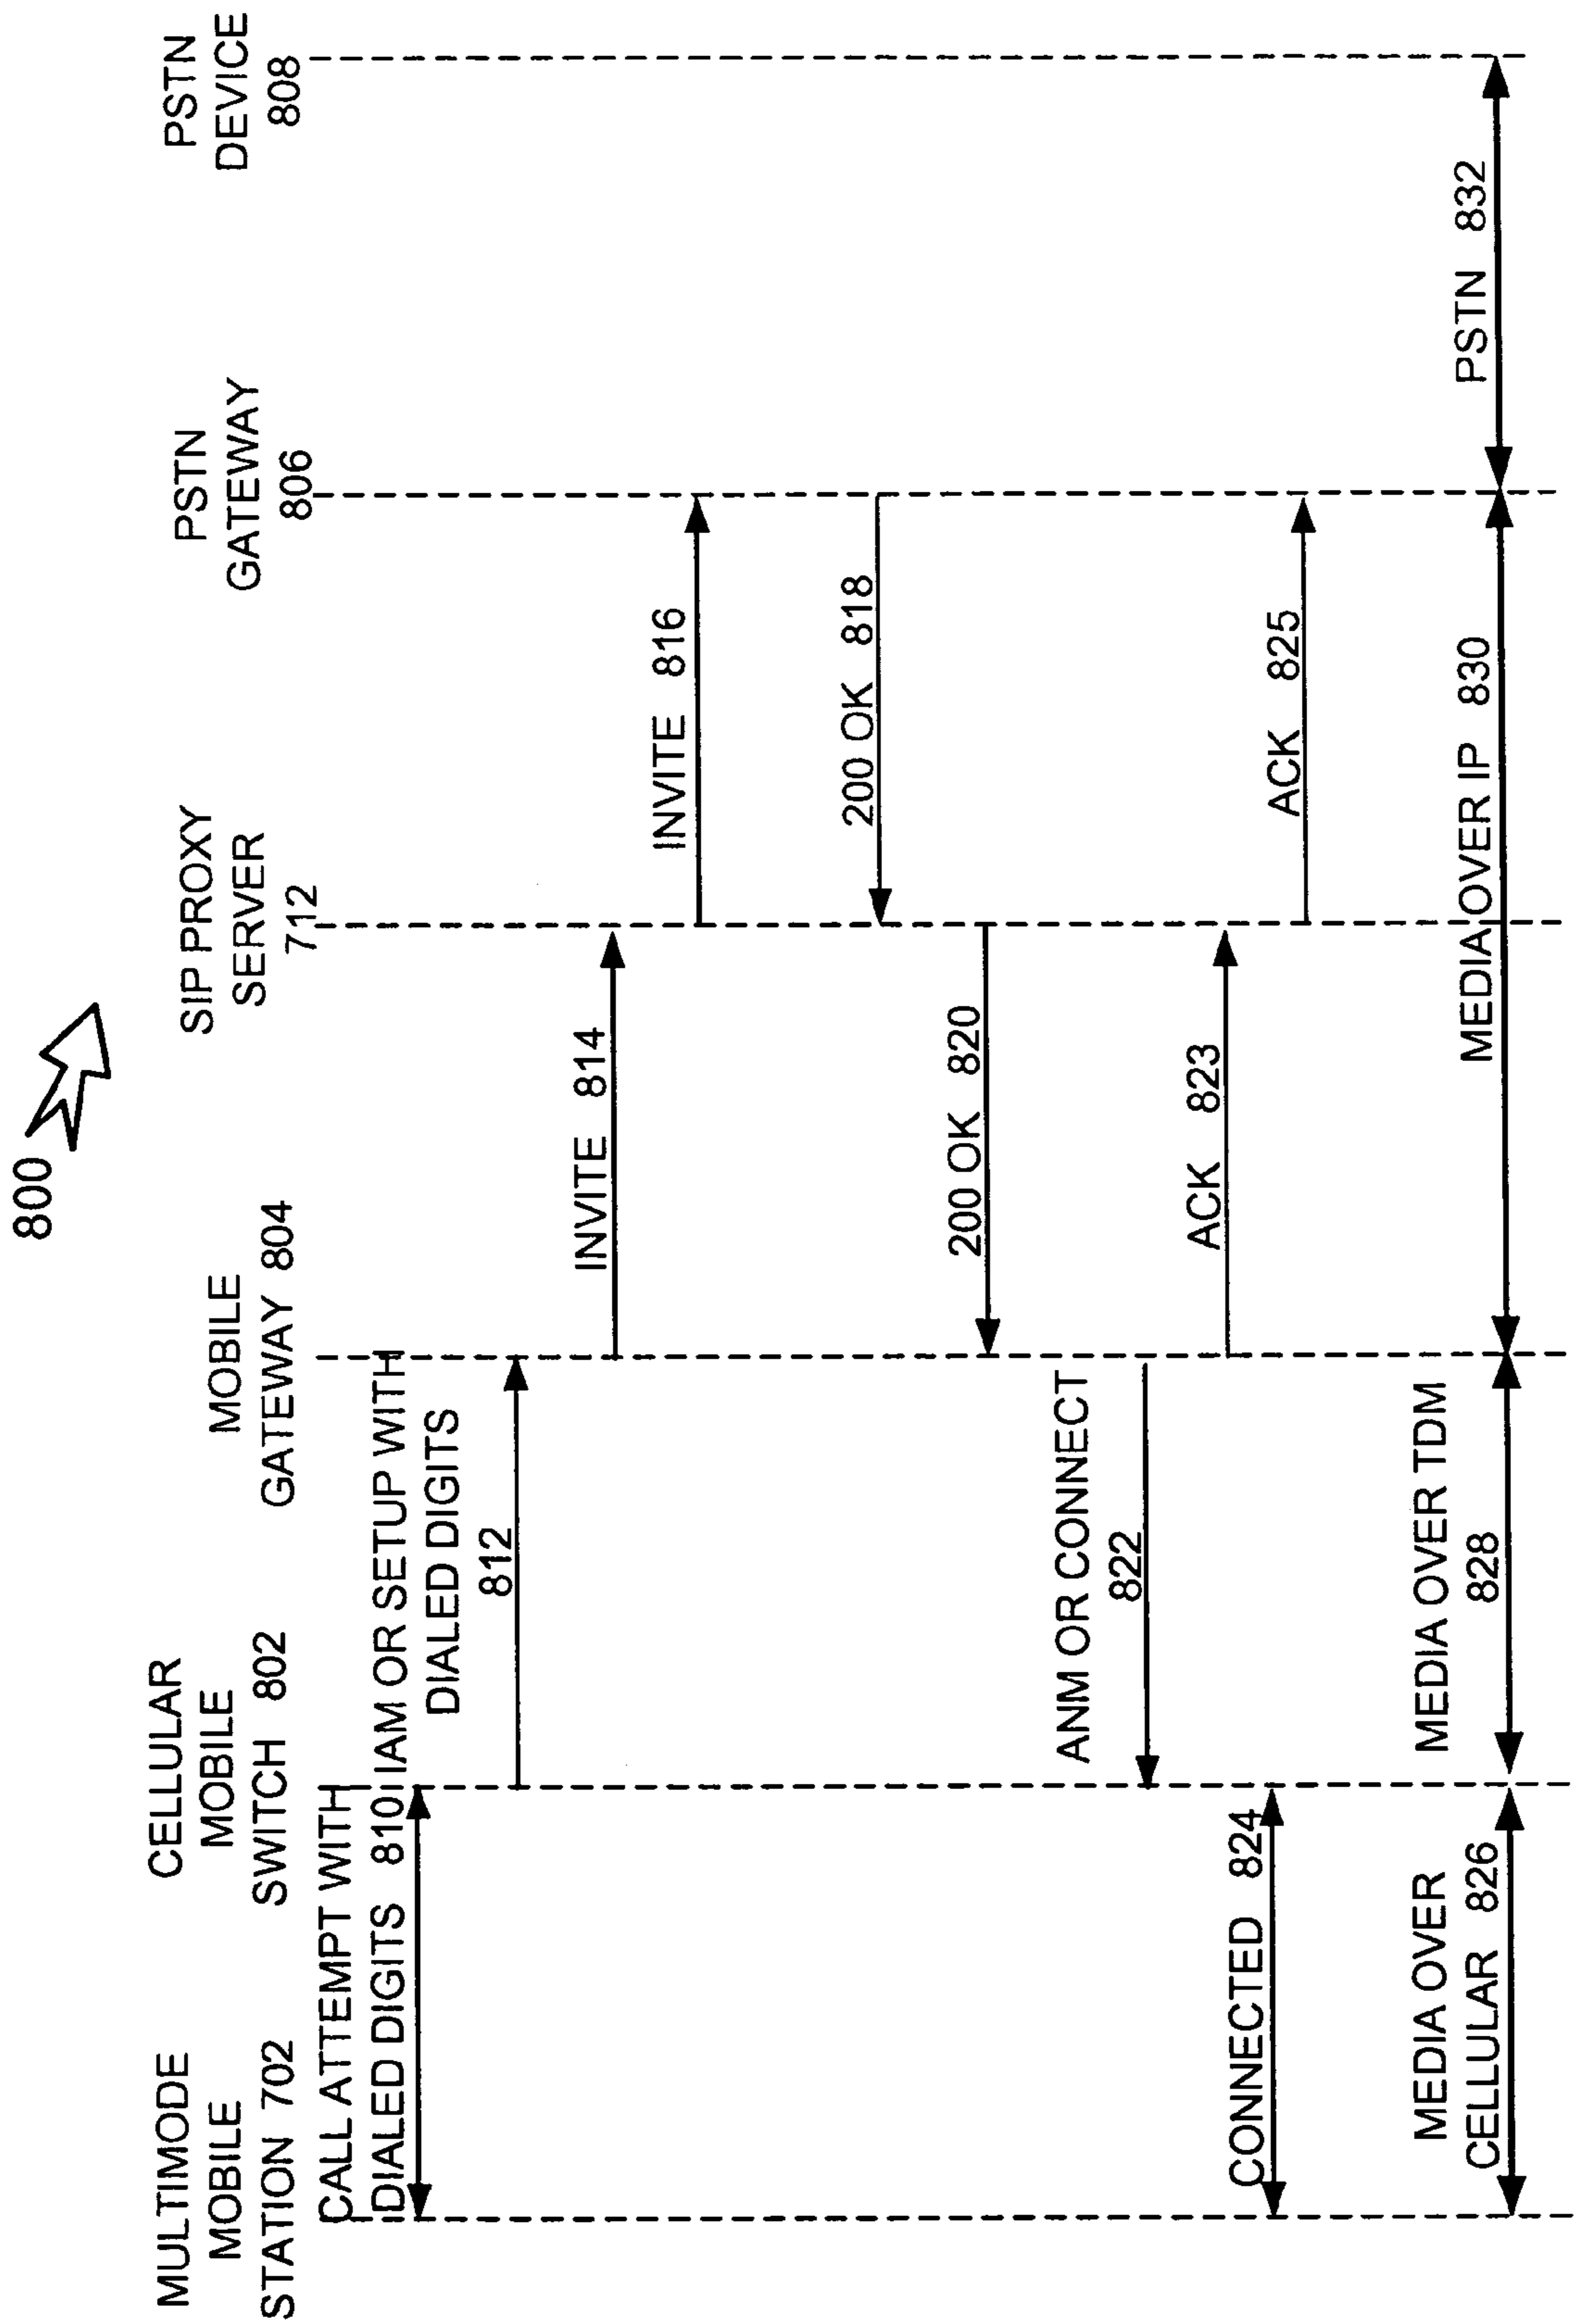 800
MULTIMODE
MOBILE
STATION 702
CELLULAR
MOBILE
SWITCH 802
MOBILE
GATEWAY 804
SIP PROXY
SERVER
712
PSTN
GATEWAY
806
PSTN
DEVICE
808
CALL ATTEMPT WITH
DIALED DIGITS 810
IAM OR SETUP WITH
DIALED DIGITS
812
INVITE 814
INVITE 816
200 OK 818
200 OK 820
ANM OR CONNECT
822
ACK 823
CONNECTED 824
ACK 825
MEDIA OVER
CELLULAR 826
MEDIA OVER TDM
828
MEDIA OVER IP 830
PSTN 832